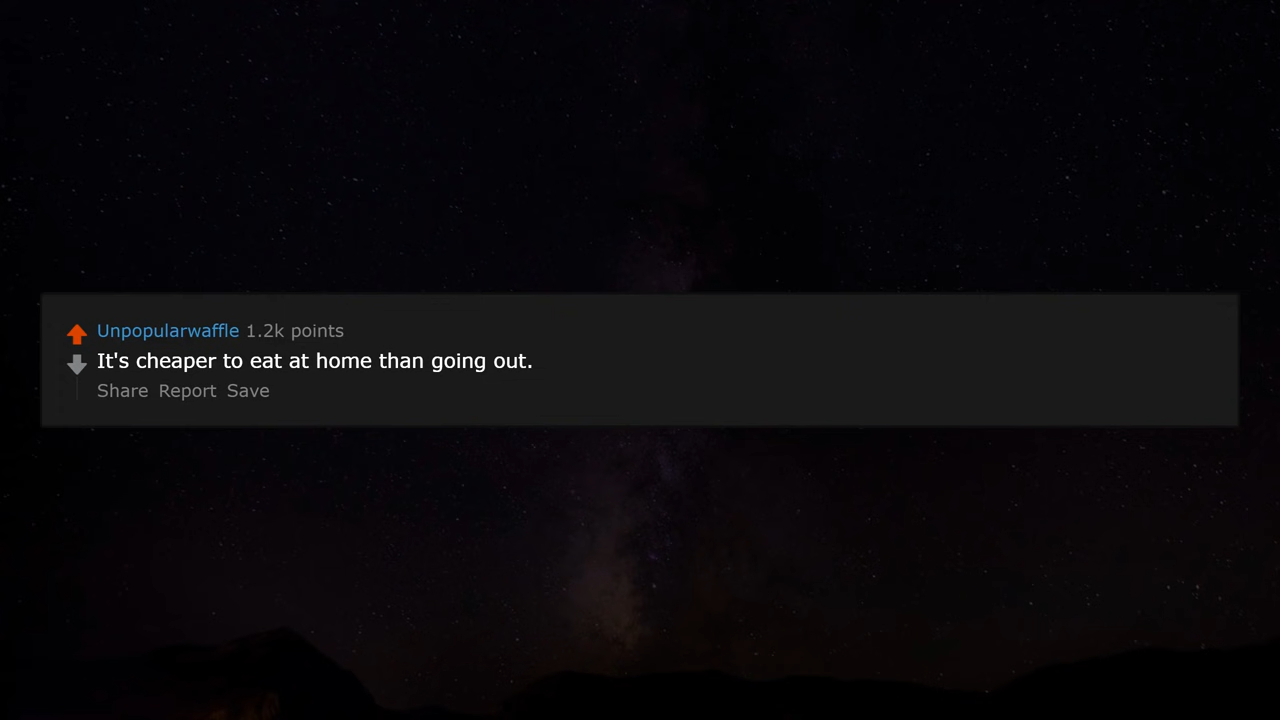 Unpopularwaffle 1.2k points
It's cheaper to eat at home than going out.
Share Report Save